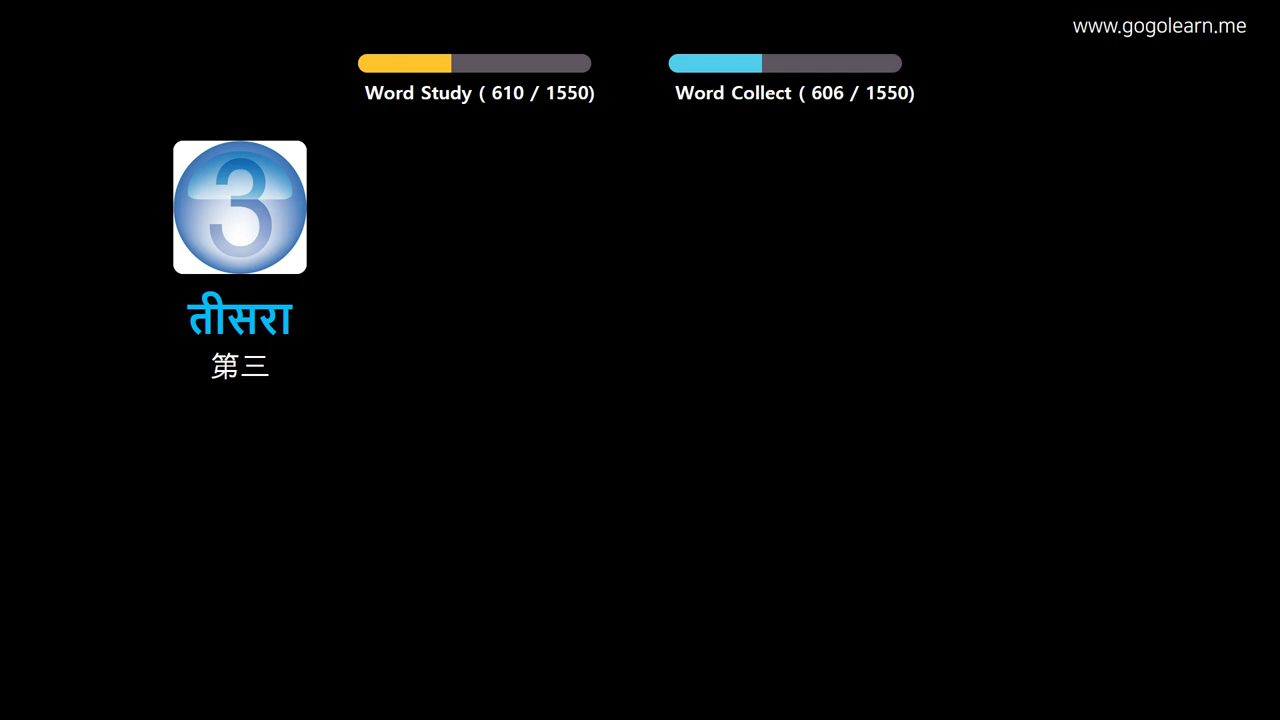 www.gogolearn.me
Word Study ( 610 / 1550)
Word Collect ( 606 / 1550)
3
तीसरा
第三